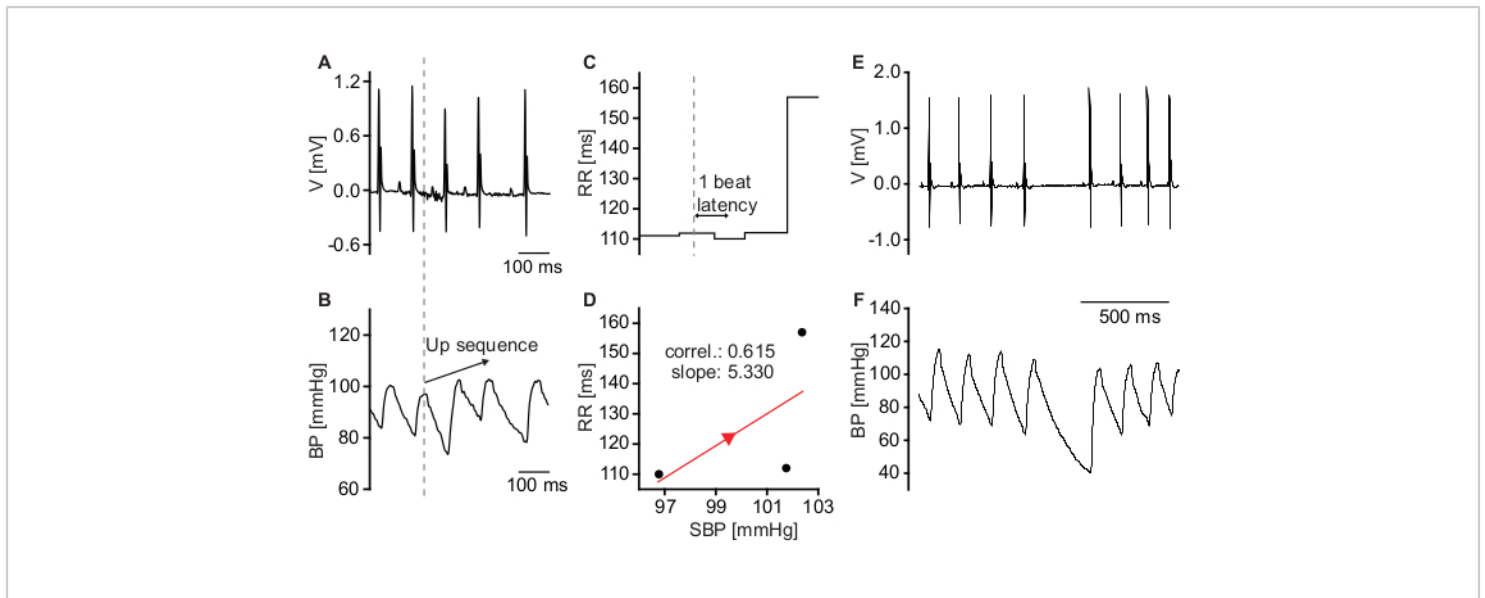 A
V [mV]
1.2
0.6
0.0
-0.6
100 ms
B
BP [mmHg]
120
100
80
60
Up sequence
100 ms
C
RR [ms]
160
150
140
130
120
110
1 beat
latency
D
RR [ms]
160
150
140
130
120
110
correl.: 0.615
slope: 5.330
97 99 101 103
SBP [mmHg]
E
V [mV]
2.0
1.0
0.0
-1.0
500 ms
F
BP [mmHg]
140
120
100
80
60
40